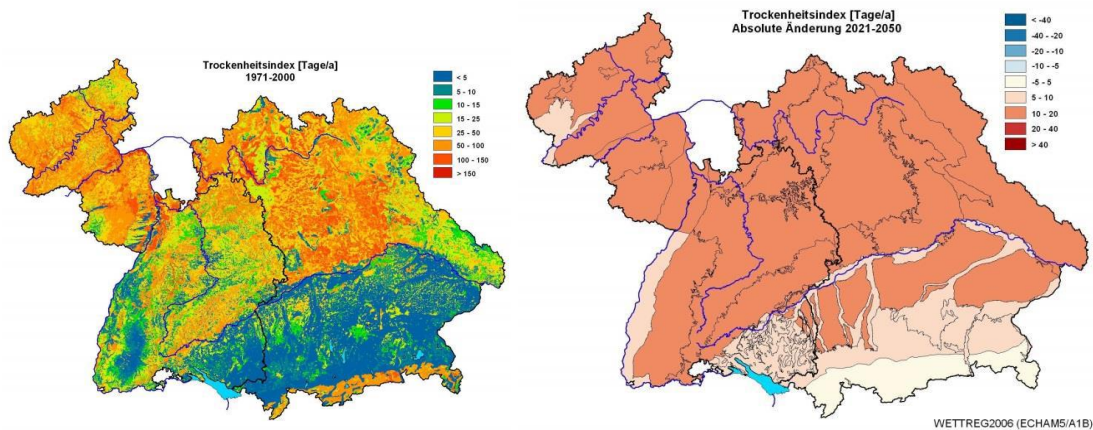 Trockenheitsindex [Tage/a]
1971-2000
< 5
5 - 10
10 - 15
15 - 25
25 - 50
50 - 100
100 - 150
> 150
Trockenheitsindex [Tage/a]
Absolute Änderung 2021-2050
< -40
-40 - -20
-20 - -10
-10 - -5
-5 - 5
5 - 10
10 - 20
20 - 40
> 40
WETTREG2006 (ECHAM5/A1B)